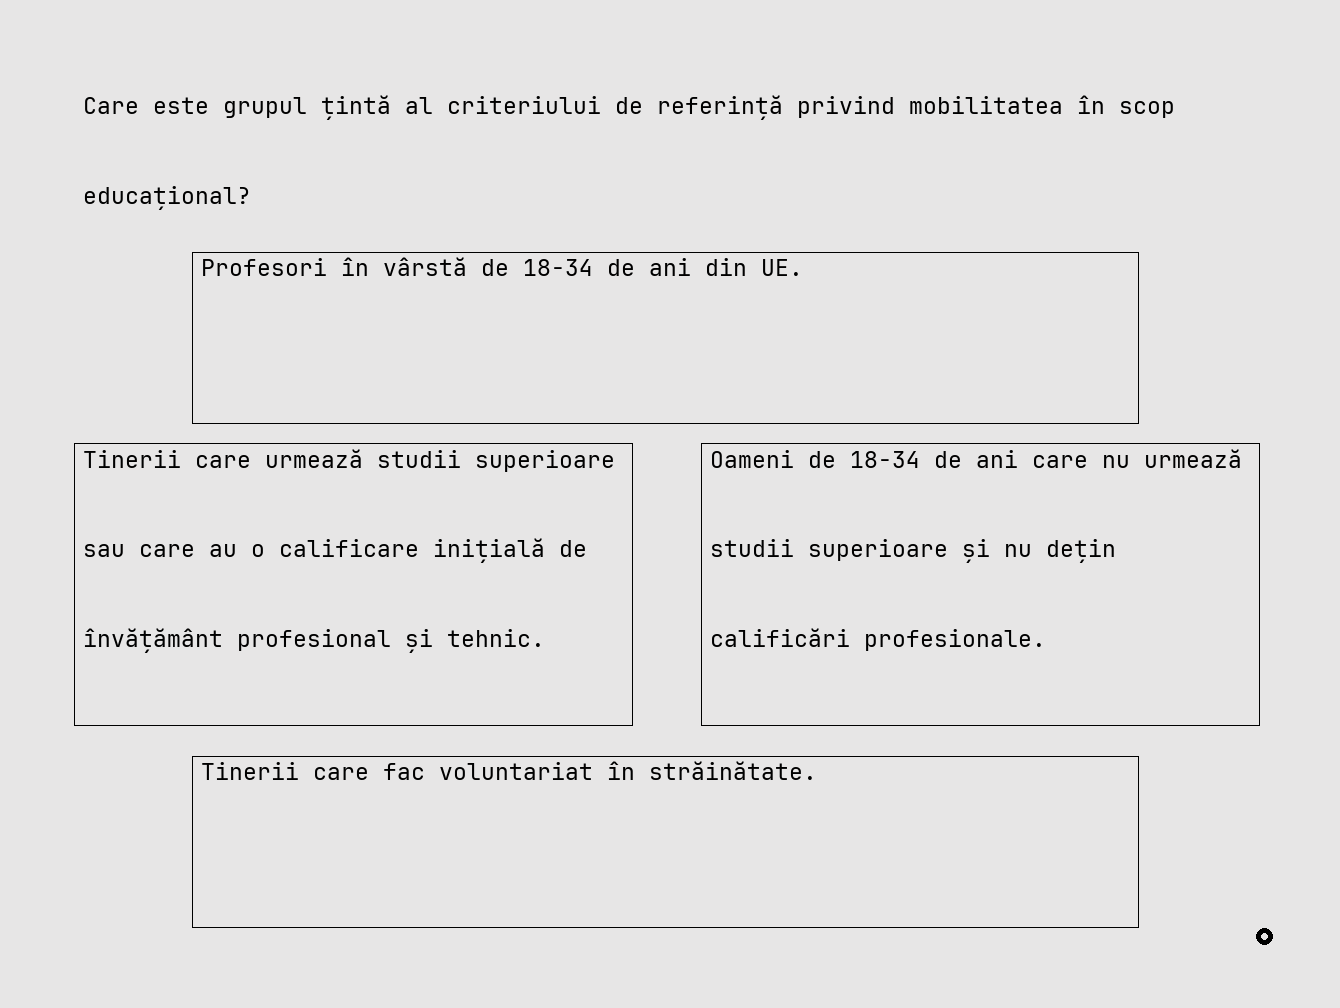 Care este grupul țintă al criteriului de referință privind mobilitatea în scop
educațional?
Profesori în vârstă de 18-34 de ani din UE.
Tinerii care urmează studii superioare
sau care au o calificare inițială de
învățământ profesional și tehnic.
Oameni de 18-34 de ani care nu urmează
studii superioare și nu dețin
calificări profesionale.
Tinerii care fac voluntariat în străinătate.